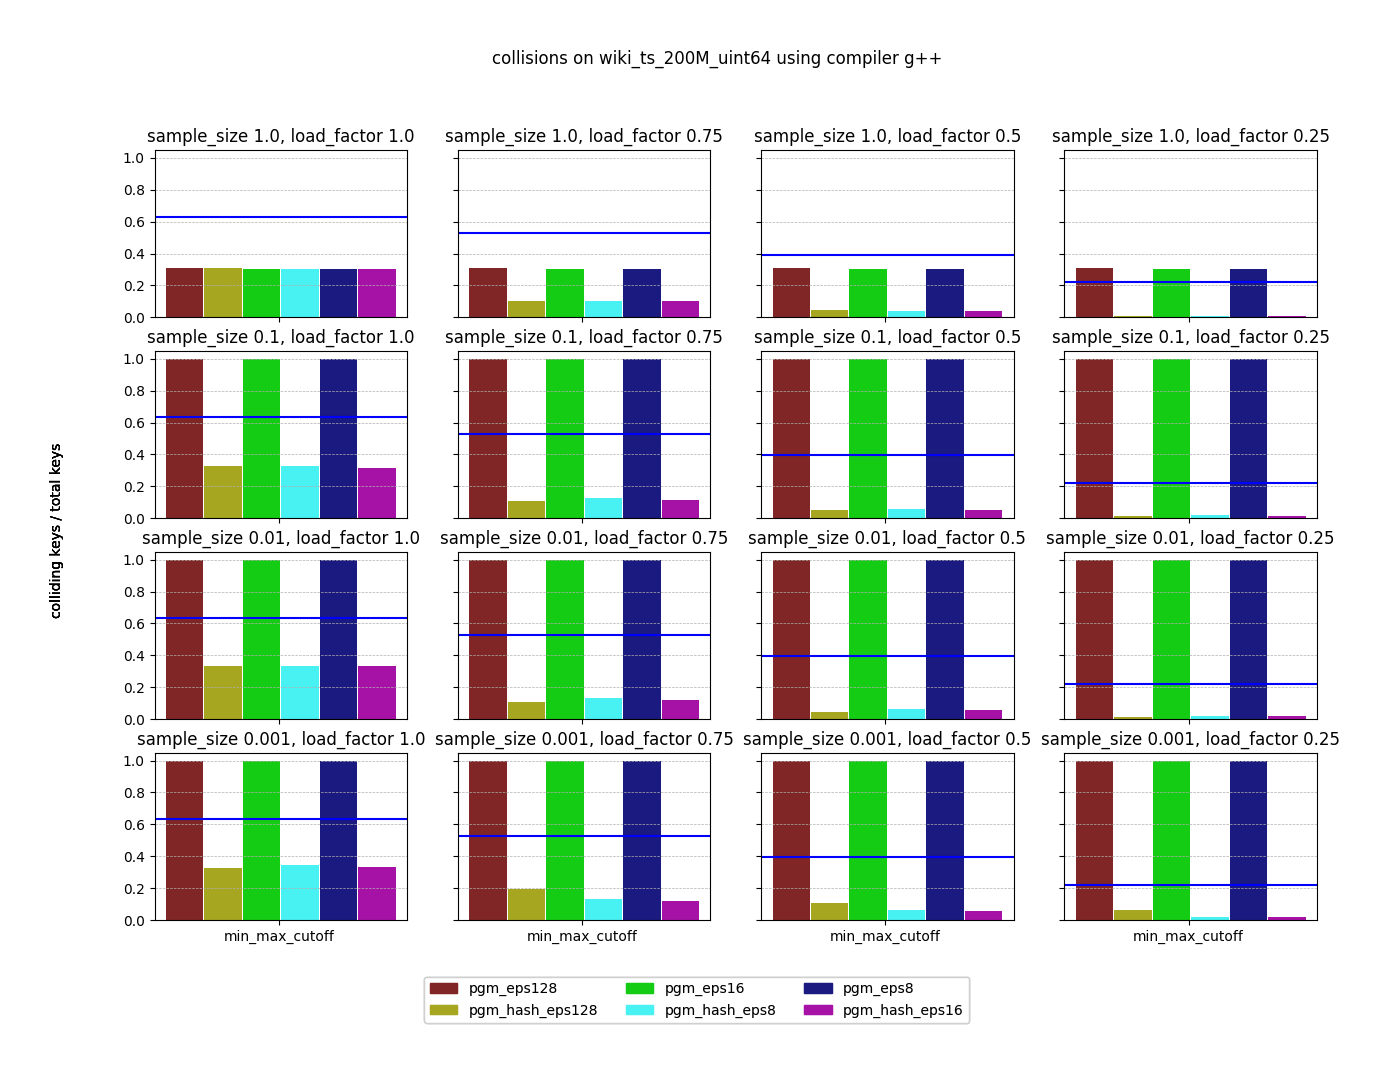 collisions on wiki_ts_200M_uint64 using compiler g++
sample_size 1.0, load_factor 1.0
sample_size 1.0, load_factor 0.75
sample_size 1.0, load_factor 0.5
sample_size 1.0, load_factor 0.25
1.0
0.8
0.6
0.4
0.2
0.0
sample_size 0.1, load_factor 1.0
sample_size 0.1, load_factor 0.75
sample_size 0.1, load_factor 0.5
sample_size 0.1, load_factor 0.25
1.0
0.8
0.6
0.4
0.2
0.0
colliding keys / total keys
sample_size 0.01, load_factor 1.0
sample_size 0.01, load_factor 0.75
sample_size 0.01, load_factor 0.5
sample_size 0.01, load_factor 0.25
1.0
0.8
0.6
0.4
0.2
0.0
sample_size 0.001, load_factor 1.0
sample_size 0.001, load_factor 0.75
sample_size 0.001, load_factor 0.5
sample_size 0.001, load_factor 0.25
1.0
0.8
0.6
0.4
0.2
0.0
min_max_cutoff
min_max_cutoff
min_max_cutoff
min_max_cutoff
pgm_eps128
pgm_eps16
pgm_eps8
pgm_hash_eps128
pgm_hash_eps8
pgm_hash_eps16